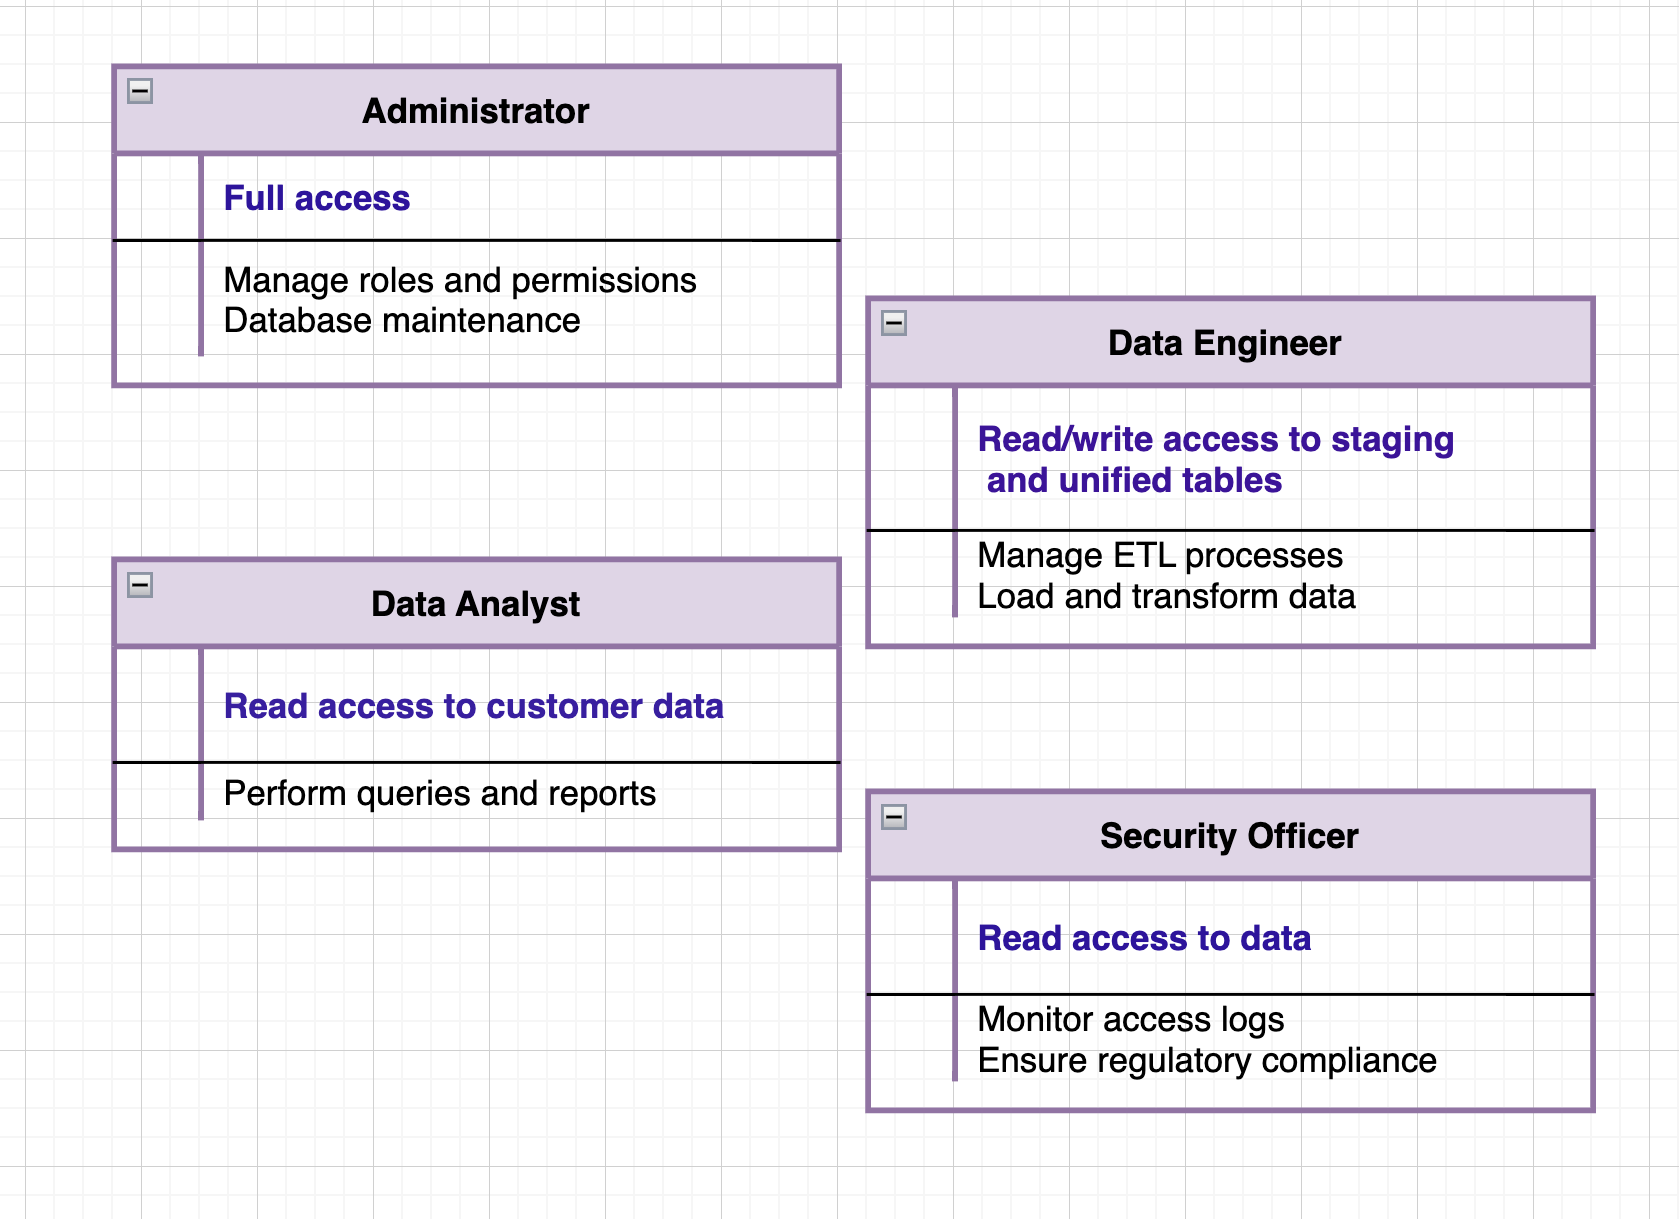 Administrator
Full access
Manage roles and permissions
Database maintenance
Data Engineer
Read/write access to staging
and unified tables
Manage ETL processes
Load and transform data
Data Analyst
Read access to customer data
Perform queries and reports
Security Officer
Read access to data
Monitor access logs
Ensure regulatory compliance